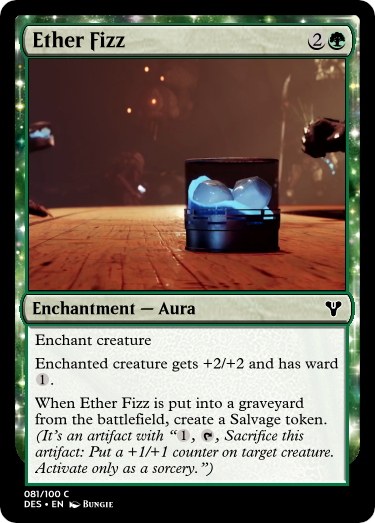 Ether Fizz 2
Enchantment — Aura
Enchant creature
Enchanted creature gets +2/+2 and has ward
1.
When Ether Fizz is put into a graveyard
from the battlefield, create a Salvage token.
(It's an artifact with “1, , Sacrifice this
artifact: Put a +1/+1 counter on target creature.
Activate only as a sorcery.”)
081/100 C
DES • EN Bungie